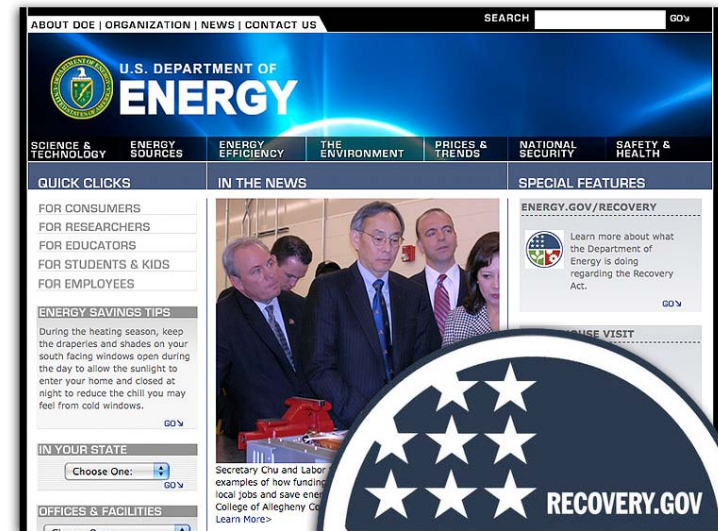 ABOUT DOE | ORGANIZATION | NEWS | CONTACT US
SEARCH
GO
U.S. DEPARTMENT OF
ENERGY
SCIENCE & TECHNOLOGY
ENERGY SOURCES
ENERGY EFFICIENCY
THE ENVIRONMENT
PRICES & TRENDS
NATIONAL SECURITY
SAFETY & HEALTH
QUICK CLICKS
FOR CONSUMERS
FOR RESEARCHERS
FOR EDUCATORS
FOR STUDENTS & KIDS
FOR EMPLOYEES
ENERGY SAVINGS TIPS
During the heating season, keep
the draperies and shades on your
south facing windows open during
the day to allow the sunlight to
enter your home and closed at
night to reduce the chill you may
feel from cold windows.
GO
IN YOUR STATE
Choose One:
GO
OFFICES & FACILITIES
IN THE NEWS
Secretary Chu and Labor
examples of how funding
local jobs and save
College of Allegheny
Learn More>
SPECIAL FEATURES
ENERGY.GOV/RECOVERY
Learn more about what
the Department of
Energy is doing
regarding the Recovery
Act.
GO
VISIT
RECOVERY.GOV